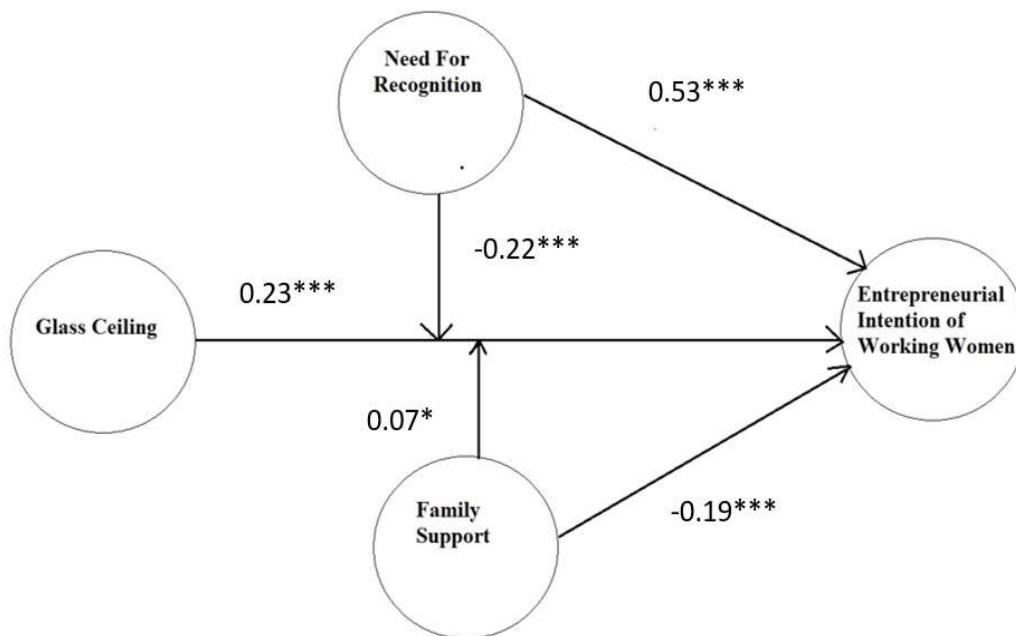 Need For
Recognition
0.53***
-0.22***
0.23***
Glass Ceiling
Entrepreneurial
Intention of
Working Women
0.07*
Family
Support
-0.19***